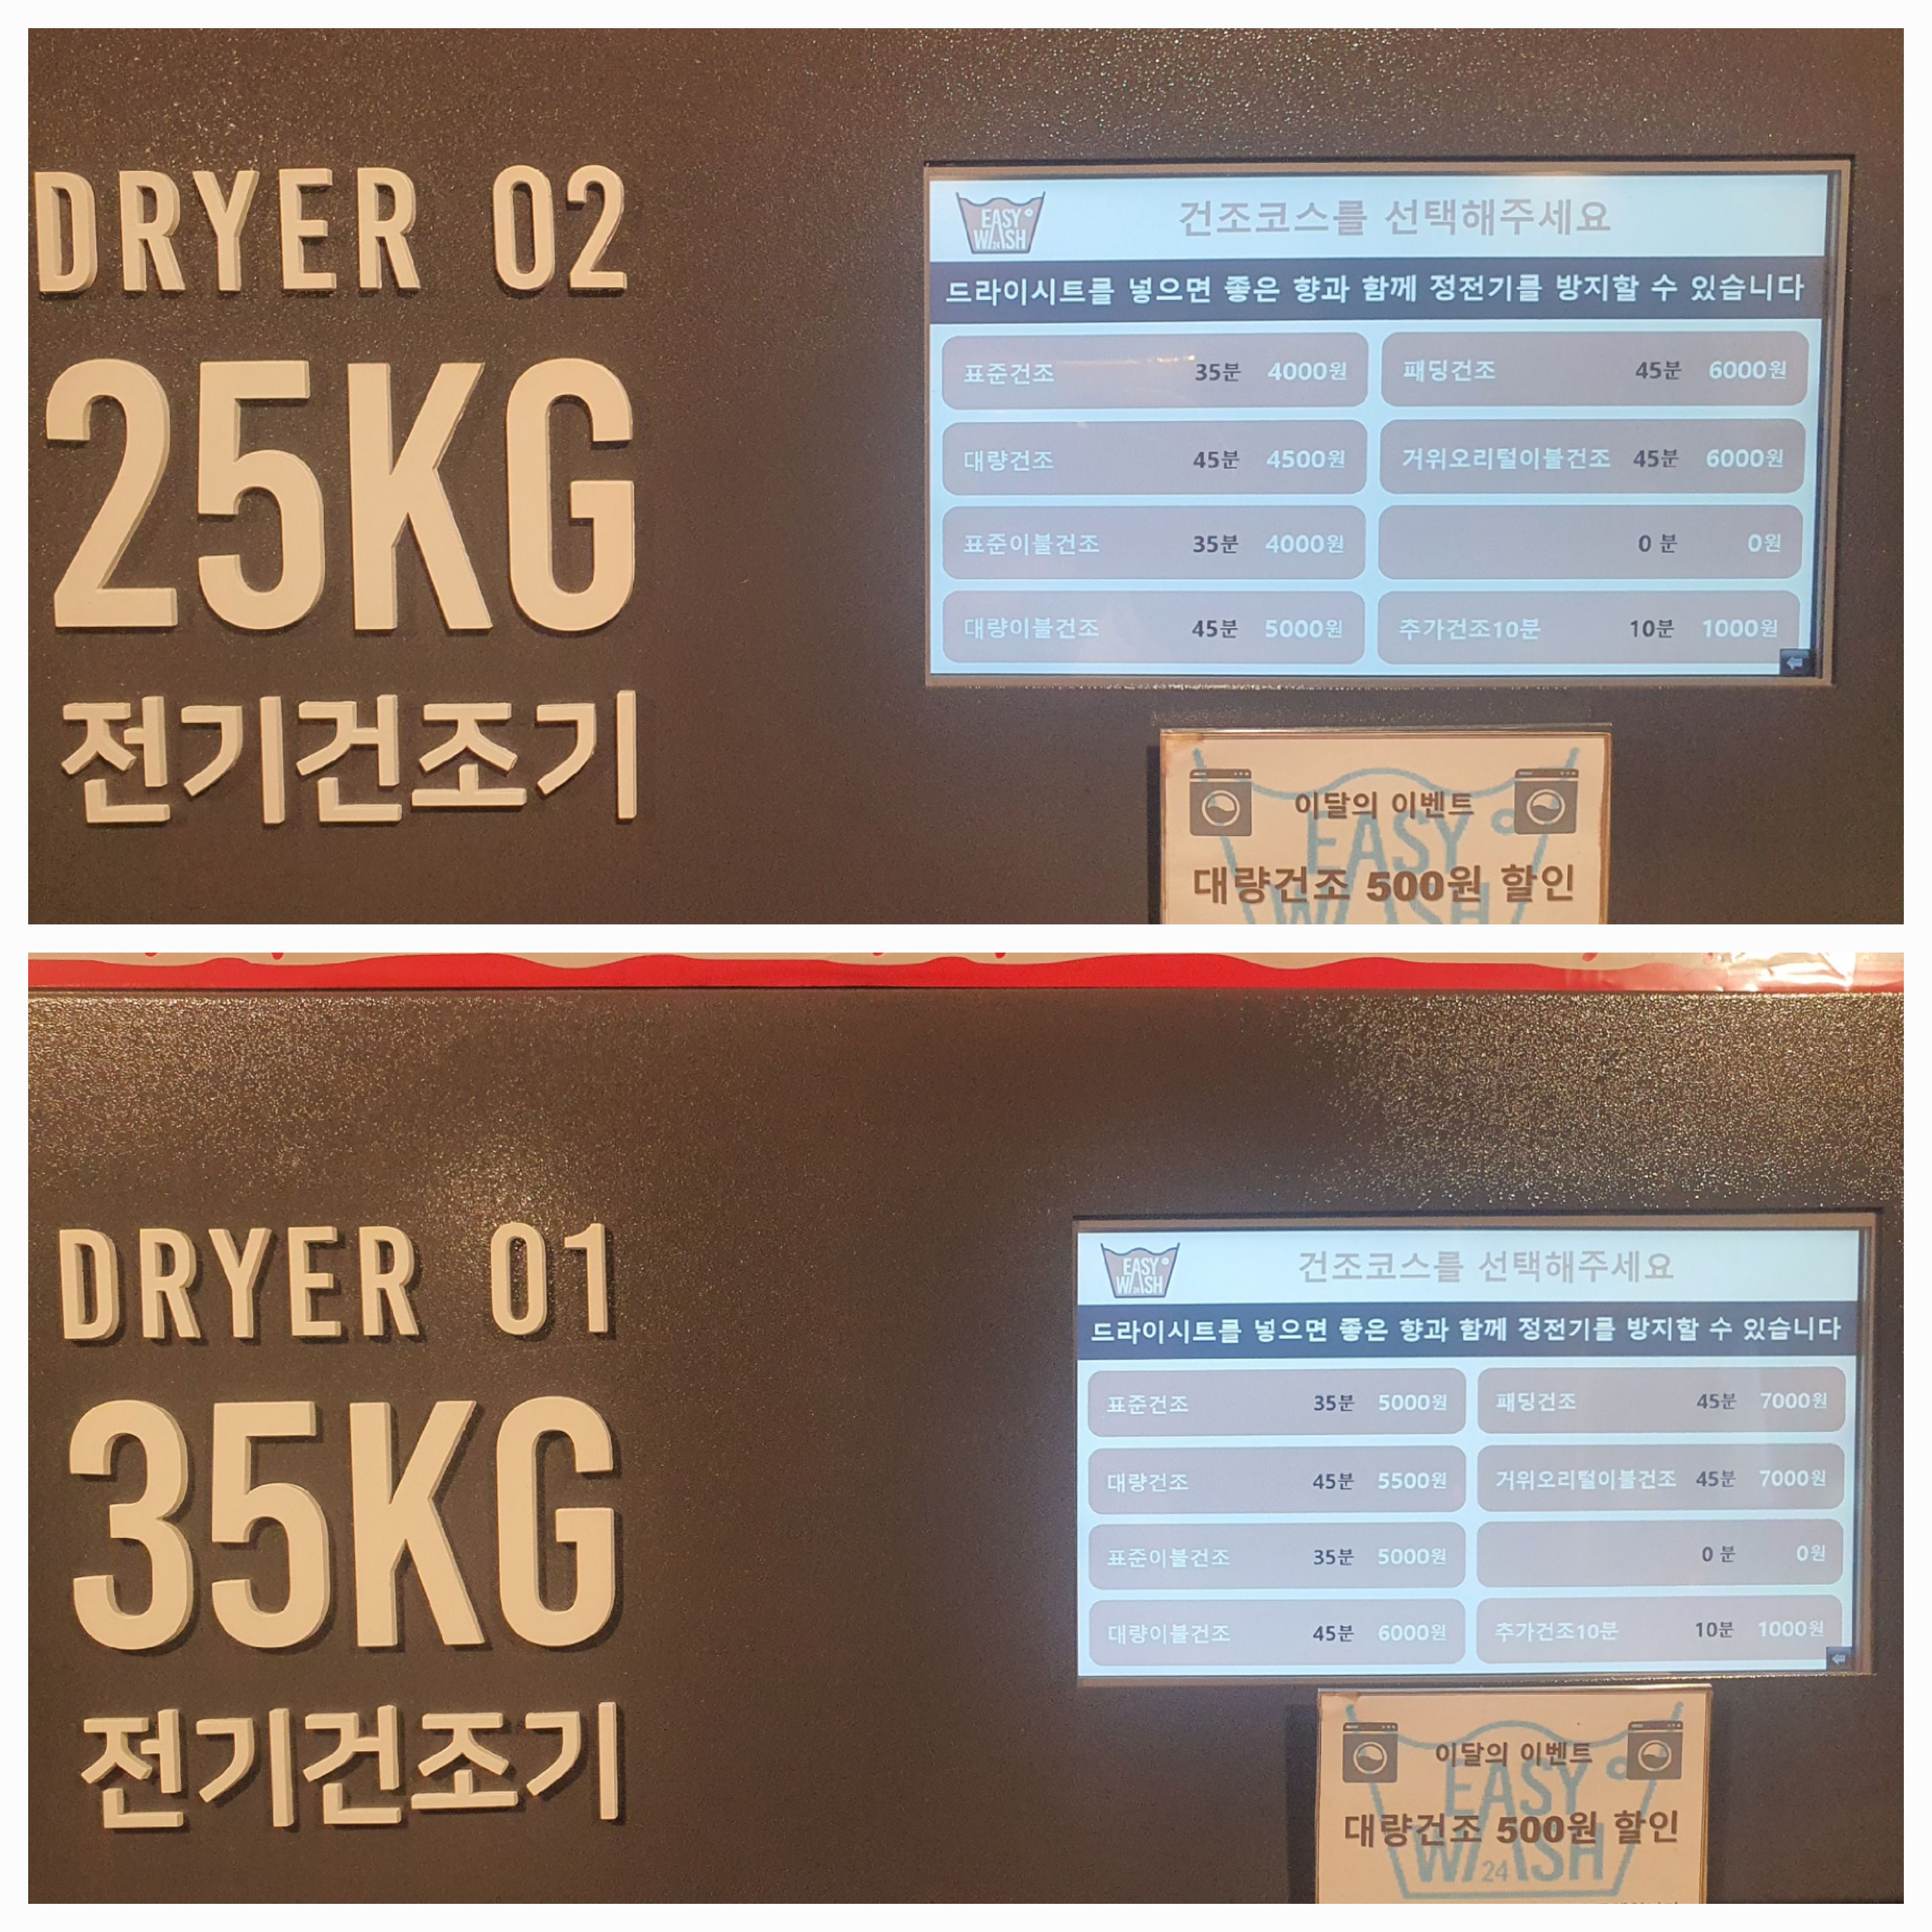 DRYER 02
25KG
전기건조기
EASY
WASH
건조코스를 선택해주세요
드라이시트를 넣으면 좋은 향과 함께 정전기를 방지할 수 있습니다
표준건조 35분 4000원 패딩건조 45분 6000원
대량건조 45분 4500원 거위오리털이불건조 45분 6000원
표준이불건조 35분 4000원 0 분 0원
대량이불건조 45분 5000원 추가건조10분 10분 1000원
이달의 이벤트
EASY
대량건조 500원 할인
WASH
DRYER 01
35KG
전기건조기
EASY
WASH
건조코스를 선택해주세요
드라이시트를 넣으면 좋은 향과 함께 정전기를 방지할 수 있습니다
표준건조 35분 5000원 패딩건조 45분 7000원
대량건조 45분 5500원 거위오리털이불건조 45분 7000원
표준이불건조 35분 5000원 0 분 0원
대량이불건조 45분 6000원 추가건조10분 10분 1000원
이달의 이벤트
EASY
대량건조 500원 할인
WASH
24